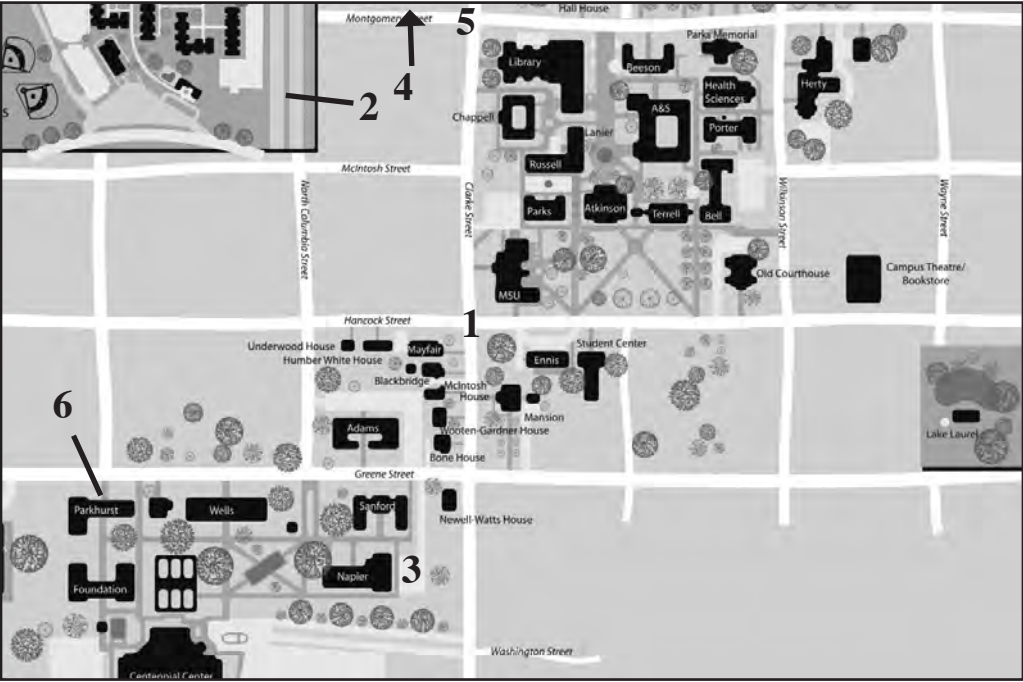 Hall House
Montgomery Street
5
4
2
s
Library
Beeson
Parks Memorial
Health
Sciences
Herty
Chappell
A&S
Porter
Lanier
Russell
McIntosh Street
North Columbia Street
Clarke Street
Wilkinson Street
Wayne Street
Parks
Atkinson
Terrell
Bell
Old Courthouse
Campus Theatre/
Bookstore
MSU
Hancock Street
1
Underwood House
Humber White House
Mayfair
Blackbridge
McIntosh
House
Ennis
Student Center
Mansion
Wooten-Gardner House
Adams
Bone House
Lake Laurel
6
Greene Street
Parkhurst
Wells
Sanford
Newell-Watts House
Foundation
Napier
3
Centennial Center
Washington Street